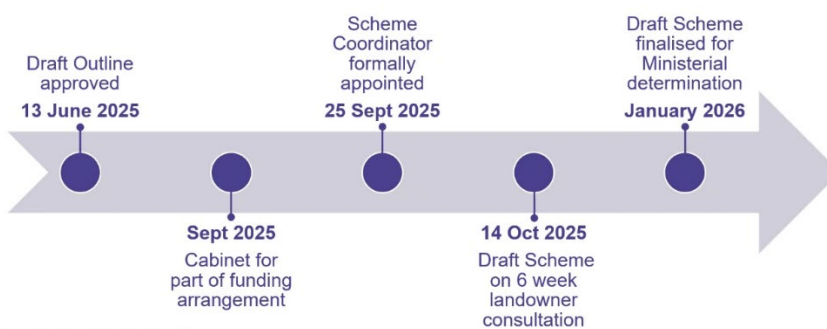 Draft Outline
approved
13 June 2025
Sept 2025
Cabinet for
part of funding
arrangement
Scheme
Coordinator
formally
appointed
25 Sept 2025
14 Oct 2025
Draft Scheme
on 6 week
landowner
consultation
Draft Scheme
finalised for
Ministerial
determination
January 2026